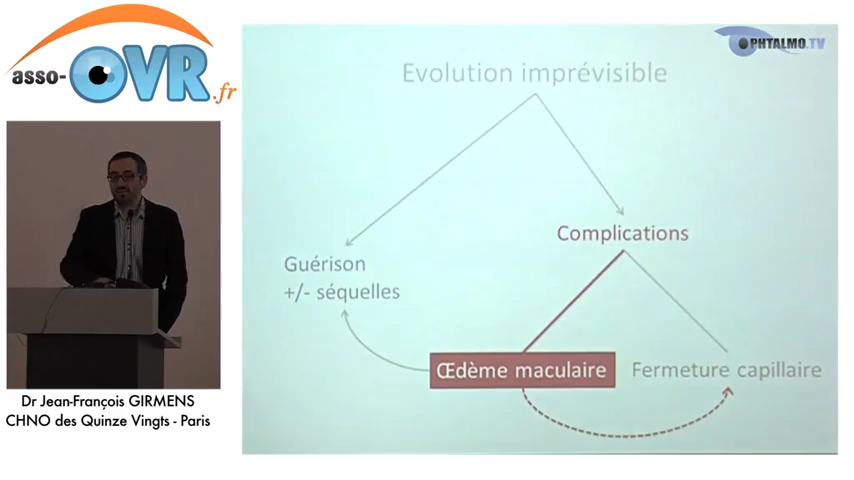 asso-OVR.fr
OPHTALMO.TV
Evolution imprévisible
Complications
Guérison
+/- séquelles
Œdème maculaire
Fermeture capillaire
Dr Jean-François GIRMENS
CHNO des Quinze Vingts - Paris